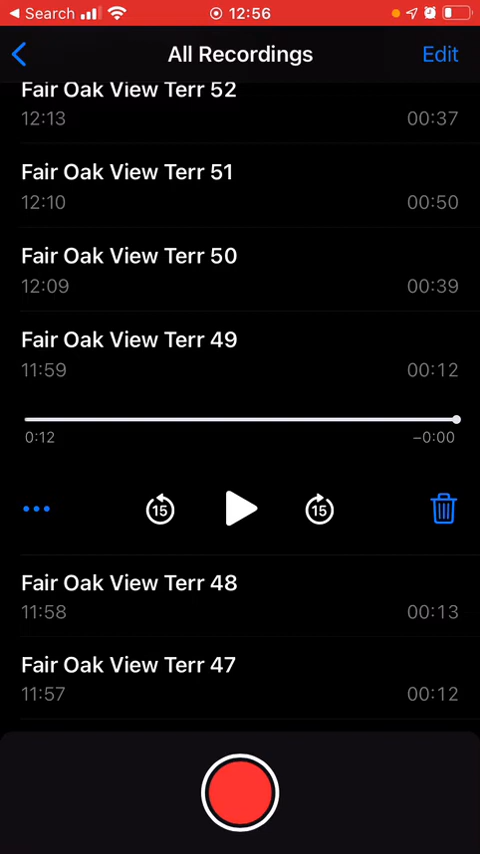 Search 12:56
All Recordings Edit
Fair Oak View Terr 52
12:13 00:37
Fair Oak View Terr 51
12:10 00:50
Fair Oak View Terr 50
12:09 00:39
Fair Oak View Terr 49
11:59 00:12
0:12 −0:00
15 15
Fair Oak View Terr 48
11:58 00:13
Fair Oak View Terr 47
11:57 00:12